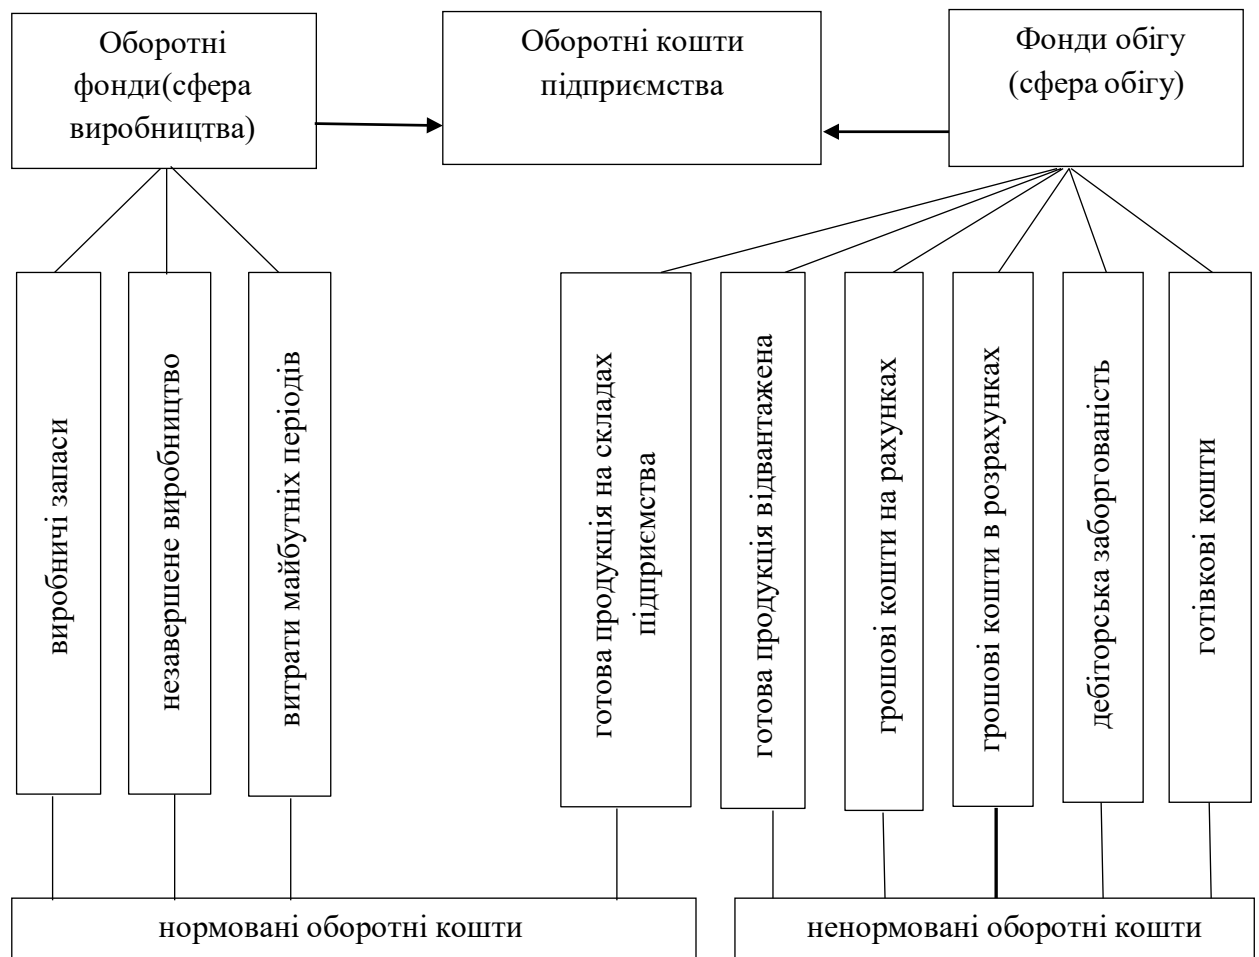 Оборотні
фонди(сфера
виробництва)
Оборотні кошти
підприємства
Фонди обігу
(сфера обігу)
виробничі запаси
незавершене виробництво
витрати майбутніх періодів
готова продукція на складах
підприємства
готова продукція відвантажена
грошові кошти на рахунках
грошові кошти в розрахунках
дебіторська заборгованість
готівкові кошти
нормовані оборотні кошти
ненормовані оборотні кошти